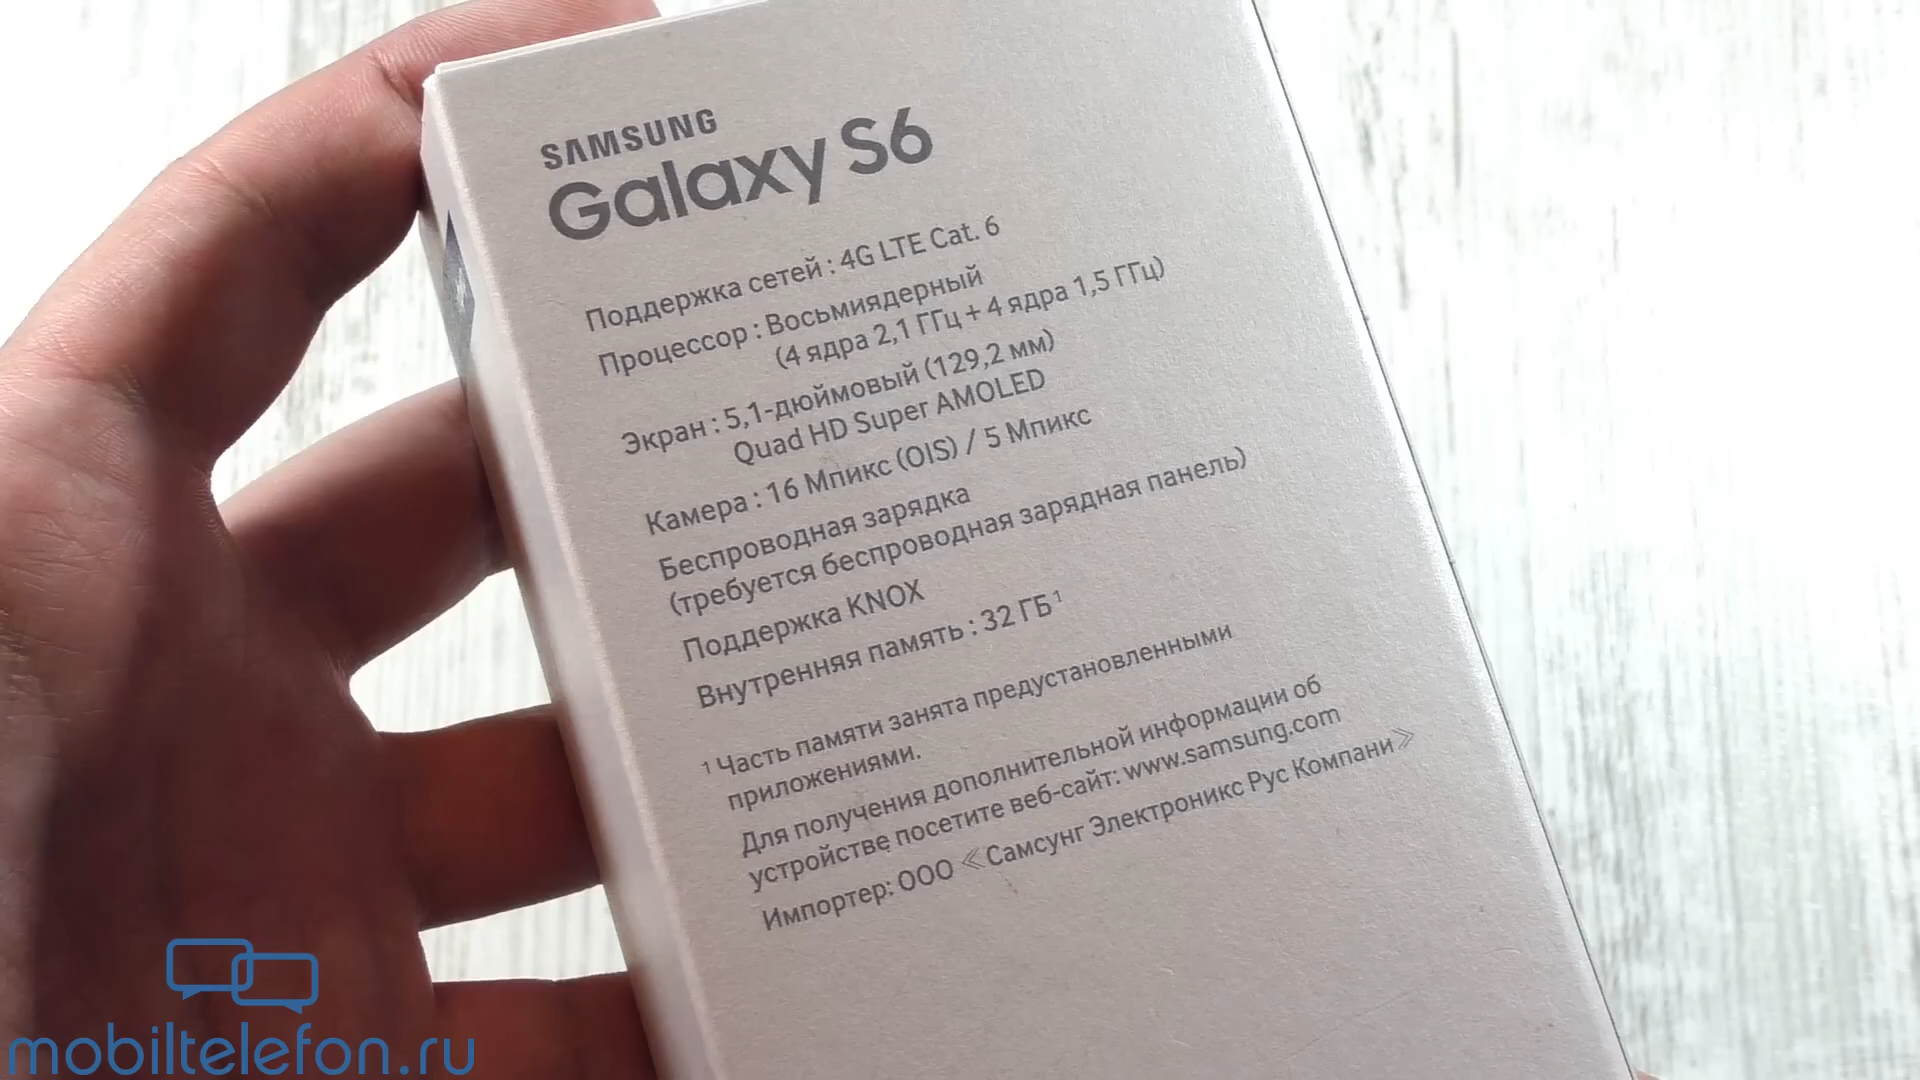 SAMSUNG
Galaxy S6
Поддержка сетей : 4G LTE Cat. 6
Процессор : Восьмиядерный
(4 ядра 2,1 ГГц + 4 ядра 1,5 ГГц)
Экран : 5,1-дюймовый (129,2 мм)
Quad HD Super AMOLED
Камера : 16 Мпикс (OIS) / 5 Мпикс
Беспроводная зарядка
(требуется беспроводная зарядная панель)
Поддержка KNOX
Внутренняя память : 32 ГБ¹
¹ Часть памяти занята предустановленными
приложениями.
Для получения дополнительной информации об
устройстве посетите веб-сайт: www.samsung.com
Импортер: ООО 《Самсунг Электроникс Рус Компани》
mobiltelefon.ru